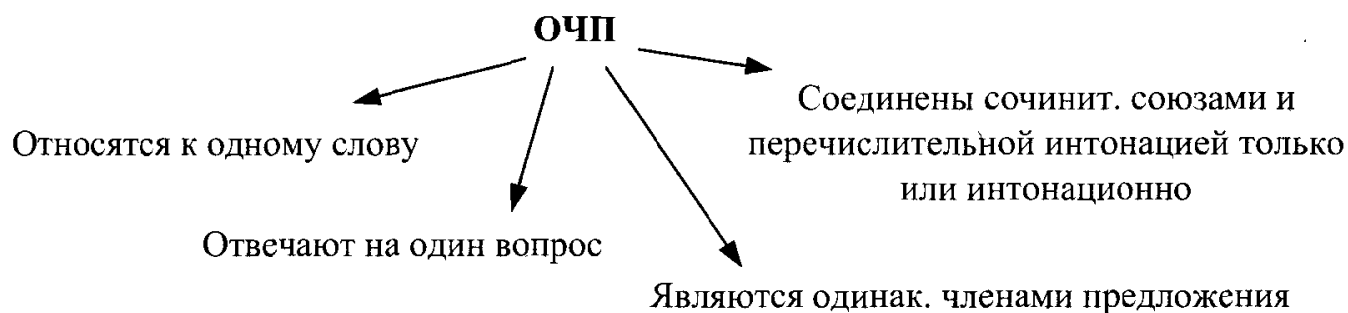 ОЧП
Относятся к одному слову
Отвечают на один вопрос
Являются одинак. членами предложения
Соединены сочинит. союзами и
перечислительной интонацией только
или интонационно